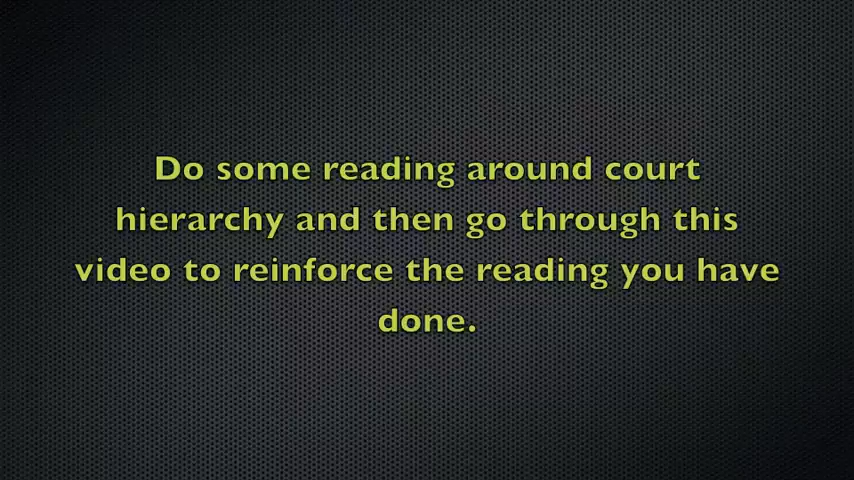 Do some reading around court
hierarchy and then go through this
video to reinforce the reading you have
done.